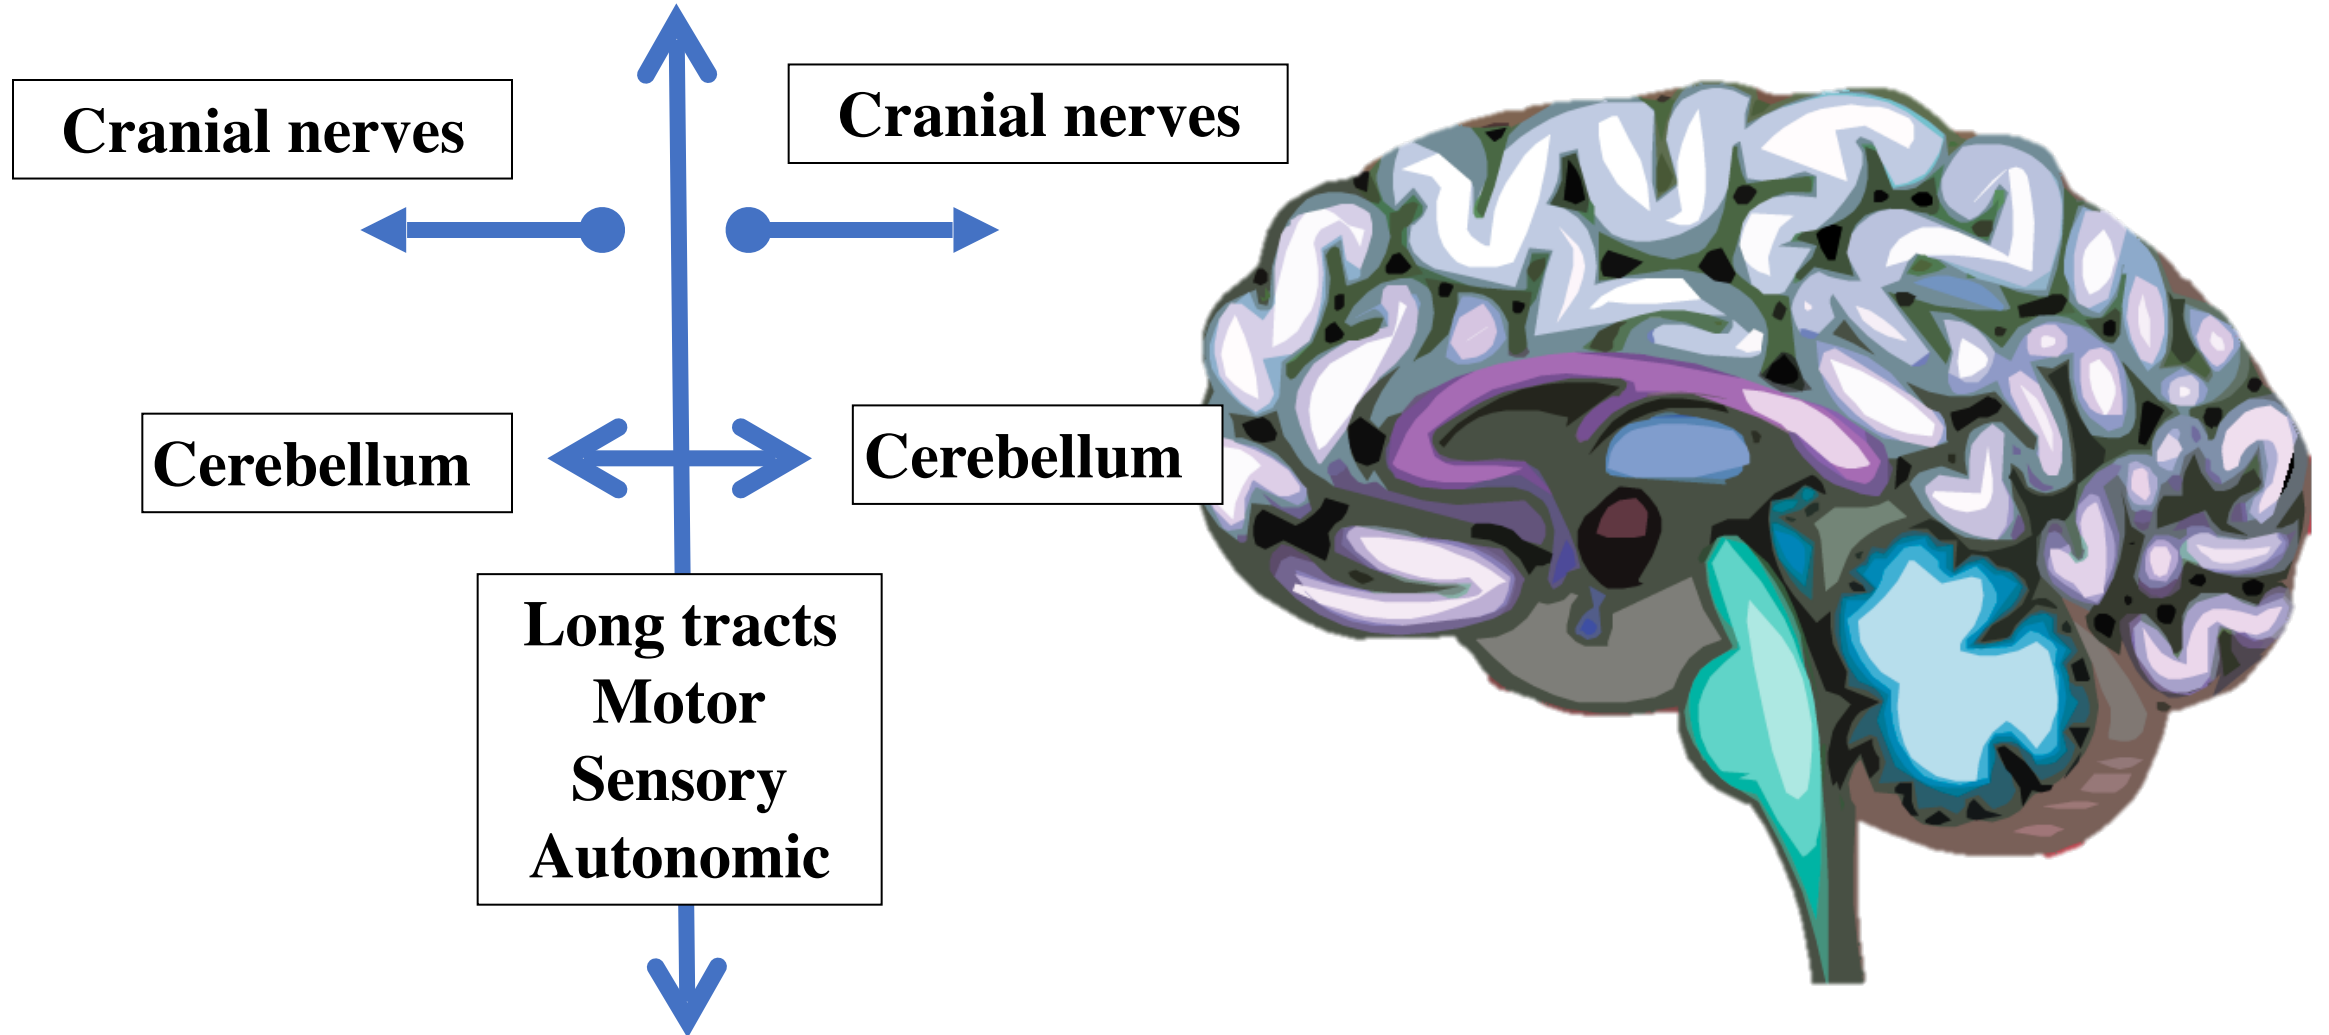 Cranial nerves
Cranial nerves
Cerebellum
Cerebellum
Long tracts
Motor
Sensory
Autonomic